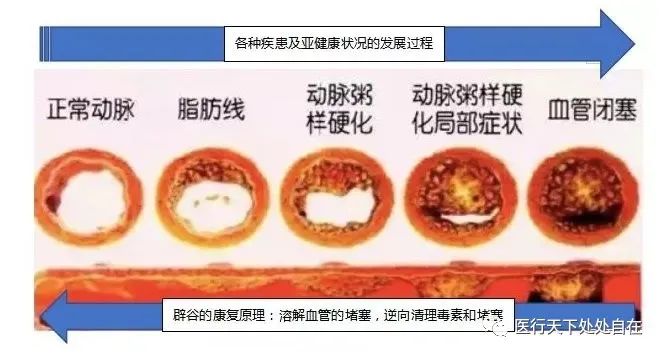 各种疾患及亚健康状况的发展过程
正常动脉
脂肪线
动脉粥
样硬化
动脉粥样硬
化局部症状
血管闭塞
辟谷的康复原理：溶解血管的堵塞，逆向清理毒素和堵塞
医行天下处处自在